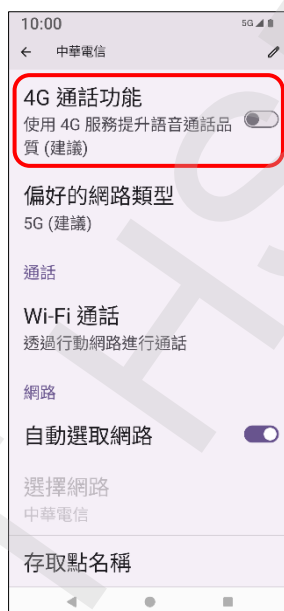 10:00 5G
中華電信
4G 通話功能
使用 4G 服務提升語音通話品
質 (建議)
偏好的網路類型
5G (建議)
通話
Wi-Fi 通話
透過行動網路進行通話
網路
自動選取網路
選擇網路
中華電信
存取點名稱